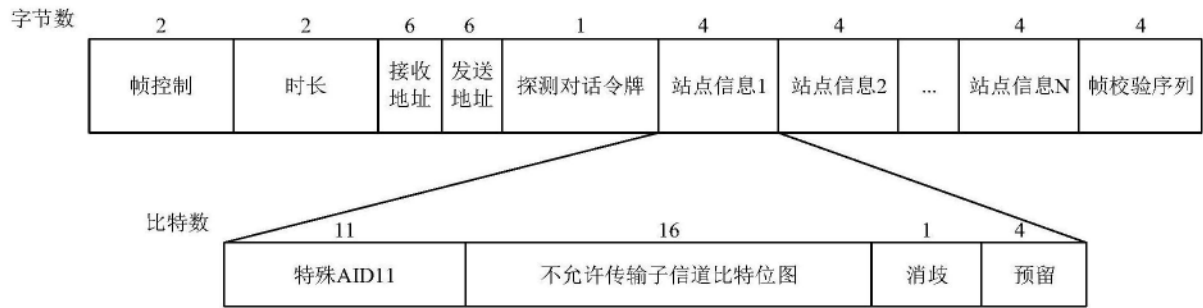 字节数 2 2 6 6 1 4 4 4 4
帧控制 时长 接收地址 发送地址 探测对话令牌 站点信息1 站点信息2 ... 站点信息N 帧校验序列
比特数 11 16 1 4
特殊AID11 不允许传输子信道比特位图 消歧 预留